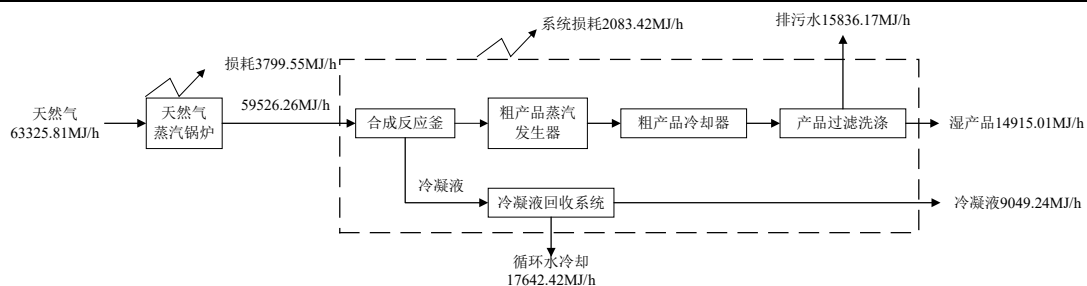 系统损耗2083.42MJ/h
排污水15836.17MJ/h
损耗3799.55MJ/h
天然气
63325.81MJ/h
天然气
蒸汽锅炉
59526.26MJ/h
合成反应釜
粗产品蒸汽
发生器
粗产品冷却器
产品过滤洗涤
湿产品14915.01MJ/h
冷凝液
冷凝液回收系统
冷凝液9049.24MJ/h
循环水冷却
17642.42MJ/h